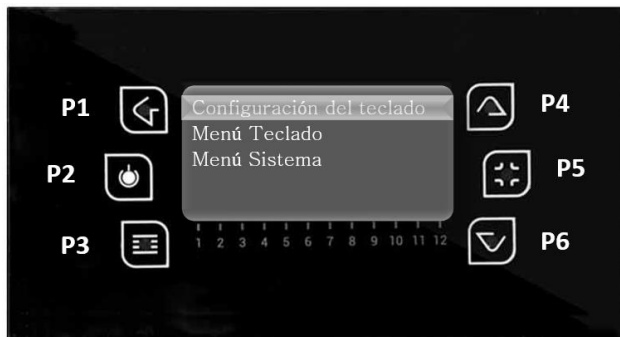 P1
Configuración del teclado
P4
Menú Teclado
Menú Sistema
P2
P5
P3
1 2 3 4 5 6 7 8 9 10 11 12
P6